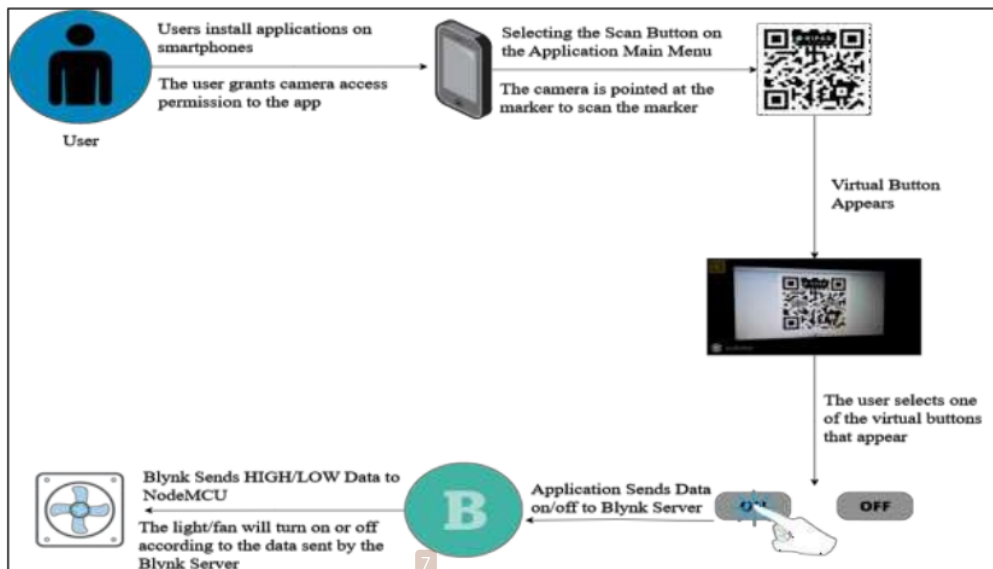 Users install applications on
smartphones
The user grants camera access
permission to the app
User
Selecting the Scan Button on
the Application Main Menu
The camera is pointed at the
marker to scan the marker
Virtual Button
Appears
The user selects one
of the virtual buttons
that appear
OFF
Application Sends Data
on/off to Blynk Server
B
Blynk Sends HIGH/LOW Data to
NodeMCU
The light/fan will turn on or off
according to the data sent by the
Blynk Server
7